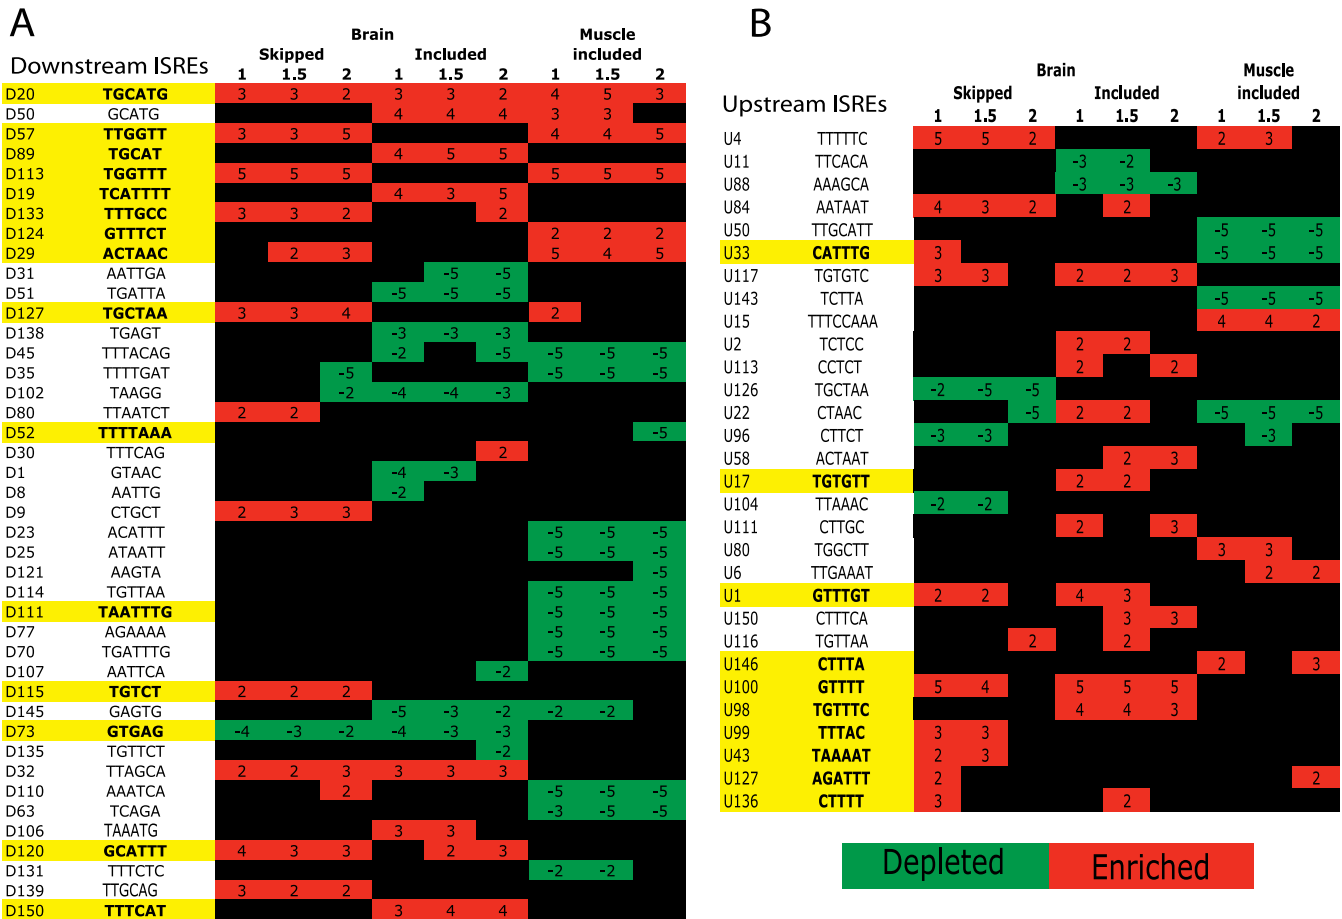 A
Brain Muscle
Skipped Included included
Downstream ISREs 1 1.5 2 1 1.5 2 1 1.5 2
D20 TGCATG 3 3 2 3 3 2 4 5 3
D50 GCATG 4 4 4 3 3
D57 TTGGTT 3 3 5 4 4 5
D89 TGCAT 4 5 5
D113 TGGTTT 5 5 5 5 5 5
D19 TCATTTT 4 3 5
D133 TTTGCC 3 3 2 2
D124 GTTTCT 2 2 2
D29 ACTAAC 2 3 5 4 5
D31 AATTGA -5 -5
D51 TGATTA -5 -5 -5
D127 TGCTAA 3 3 4 2
D138 TGAGT -3 -3 -3
D45 TTTACAG -2 -5 -5 -5 -5
D35 TTTTGAT -5 -5 -5 -5
D102 TAAGG -2 -4 -4 -3
D80 TTAATCT 2 2
D52 TTTTAAA -5
D30 TTTCAG 2
D1 GTAAC -4 -3
D8 AATTG -2
D9 CTGCT 2 3 3
D23 ACATTT -5 -5 -5
D25 ATAATT -5 -5 -5
D121 AAGTA -5
D114 TGTTAA -5 -5 -5
D111 TAATTTG -5 -5 -5
D77 AGAAAA -5 -5 -5
D70 TGATTTG -5 -5 -5
D107 AATTCA -2
D115 TGTCT 2 2 2
D145 GAGTG -5 -3 -2 -2 -2
D73 GTGAG -4 -3 -2 -4 -3 -3
D135 TGTTCT -2
D32 TTAGCA 2 2 3 3 3 3
D110 AAATCA 2 -5 -5 -5
D63 TCAGA -3 -5 -5
D106 TAAATG 3 3
D120 GCATTT 4 3 3 2 3
D131 TTTCTC -2 -2
D139 TTGCAG 3 2 2
D150 TTTCAT 3 4 4
B
Brain Muscle
Skipped Included included
Upstream ISREs 1 1.5 2 1 1.5 2 1 1.5 2
U4 TTTTTC 5 5 2 2 3
U11 TTCACA -3 -2
U88 AAAGCA -3 -3 -3
U84 AATAAT 4 3 2 2
U50 TTGCATT -5 -5 -5
U33 CATTTG 3 -5 -5 -5
U117 TGTGTC 3 3 2 2 3
U143 TCTTA -5 -5 -5
U15 TTTCCAAA 4 4 2
U2 TCTCC 2 2
U113 CCTCT 2 2
U126 TGCTAA -2 -5 -5
U22 CTAAC -5 2 2 -5 -5 -5
U96 CTTCT -3 -3 -3
U58 ACTAAT 2 3
U17 TGTGTT 2 2
U104 TTAAAC -2 -2
U111 CTTGC 2 3
U80 TGGCTT 3 3
U6 TTGAAAT 2 2
U1 GTTTGT 2 2 4 3
U150 CTTTCA 3 3
U116 TGTTAA 2 2
U146 CTTTA 2 3
U100 GTTTT 5 4 5 5 5
U98 TGTTTC 4 4 3
U99 TTTAC 3 3
U43 TAAAAT 2 3
U127 AGATTT 2 2
U136 CTTTT 3 2
Depleted Enriched